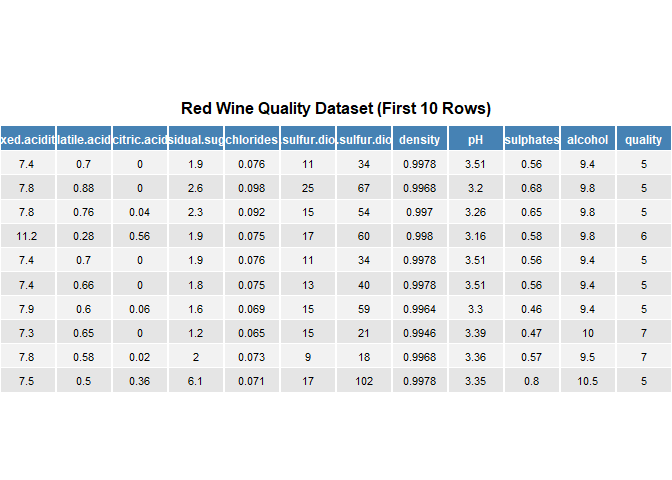 Red Wine Quality Dataset (First 10 Rows)
xed.acidit latile.acid citric.acid sidual.sug chlorides .sulfur.dio .sulfur.dio density pH sulphates alcohol quality
7.4 0.7 0 1.9 0.076 11 34 0.9978 3.51 0.56 9.4 5
7.8 0.88 0 2.6 0.098 25 67 0.9968 3.2 0.68 9.8 5
7.8 0.76 0.04 2.3 0.092 15 54 0.997 3.26 0.65 9.8 5
11.2 0.28 0.56 1.9 0.075 17 60 0.998 3.16 0.58 9.8 6
7.4 0.7 0 1.9 0.076 11 34 0.9978 3.51 0.56 9.4 5
7.4 0.66 0 1.8 0.075 13 40 0.9978 3.51 0.56 9.4 5
7.9 0.6 0.06 1.6 0.069 15 59 0.9964 3.3 0.46 9.4 5
7.3 0.65 0 1.2 0.065 15 21 0.9946 3.39 0.47 10 7
7.8 0.58 0.02 2 0.073 9 18 0.9968 3.36 0.57 9.5 7
7.5 0.5 0.36 6.1 0.071 17 102 0.9978 3.35 0.8 10.5 5